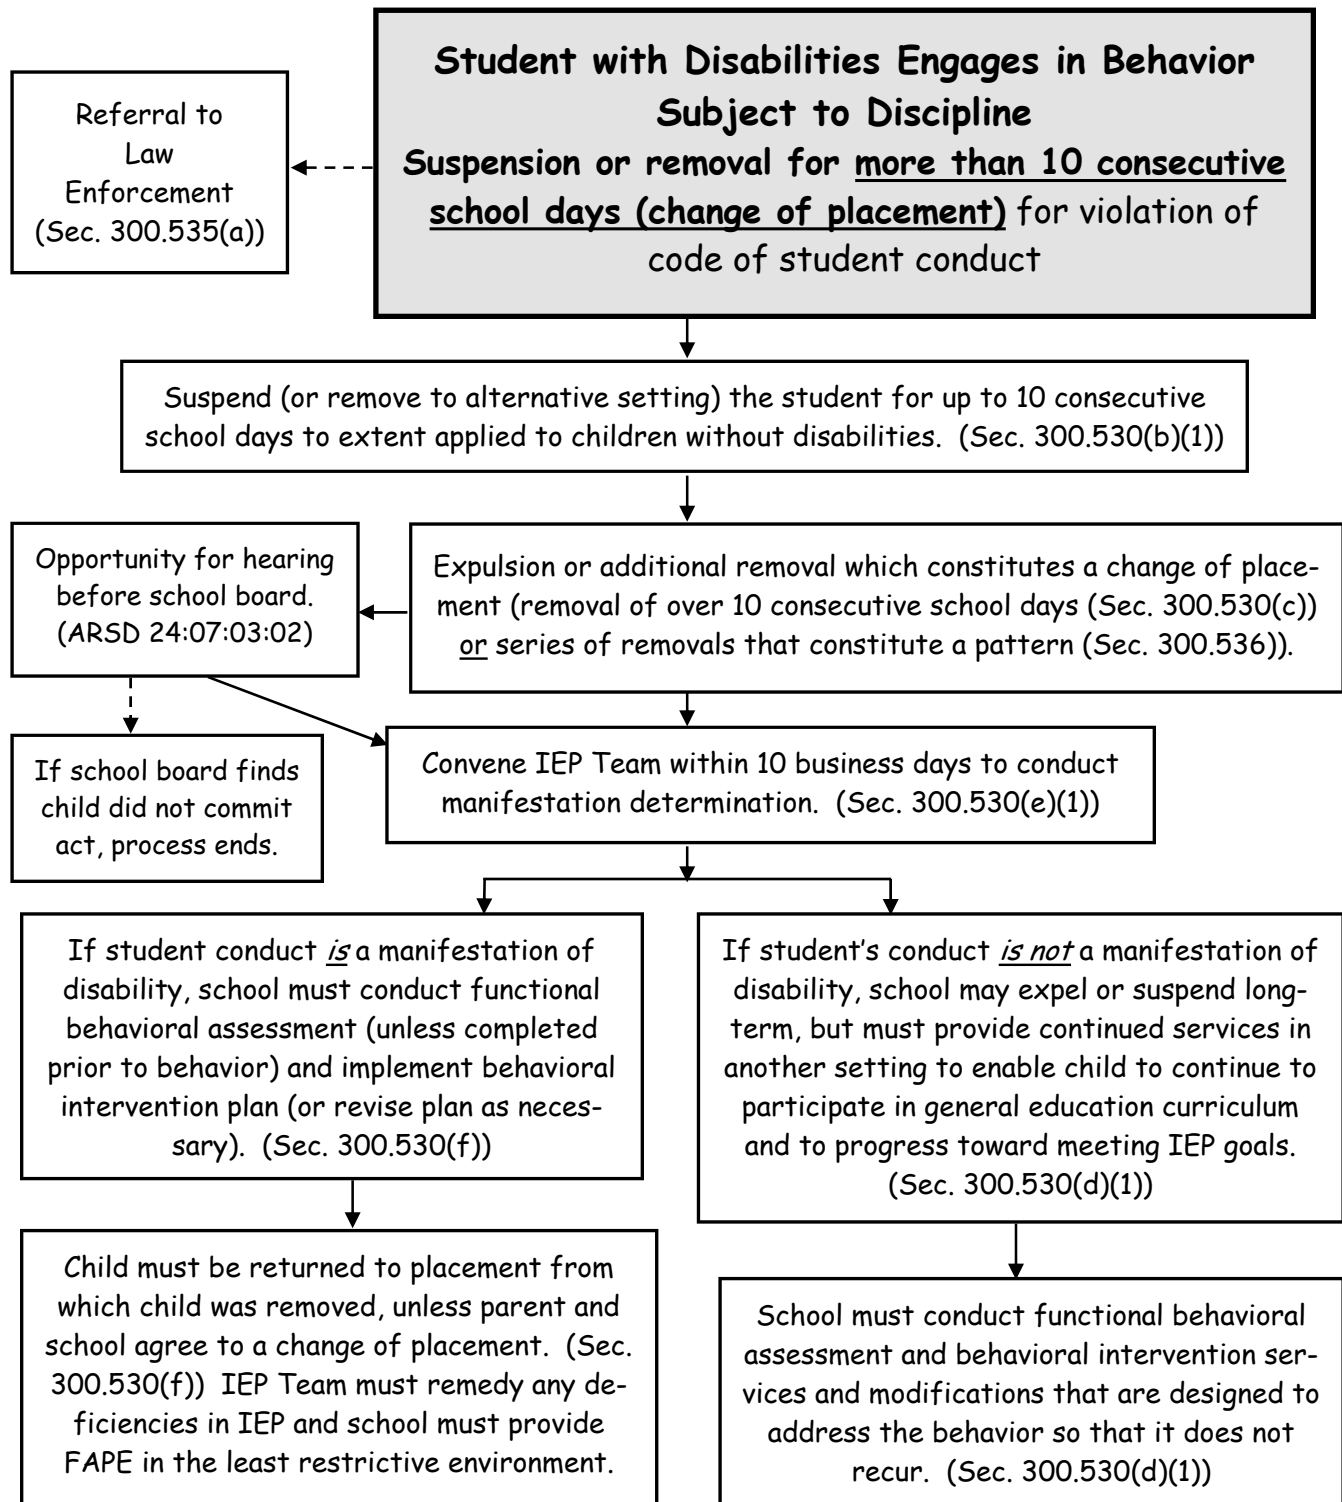 Student with Disabilities Engages in Behavior
Subject to Discipline
Suspension or removal for more than 10 consecutive
school days (change of placement) for violation of
code of student conduct
Referral to
Law
Enforcement
(Sec. 300.535(a))
Suspend (or remove to alternative setting) the student for up to 10 consecutive
school days to extent applied to children without disabilities.  (Sec. 300.530(b)(1))
Opportunity for hearing
before school board.
(ARSD 24:07:03:02)
Expulsion or additional removal which constitutes a change of place-
ment (removal of over 10 consecutive school days (Sec. 300.530(c))
or series of removals that constitute a pattern (Sec. 300.536)).
If school board finds
child did not commit
act, process ends.
Convene IEP Team within 10 business days to conduct
manifestation determination.  (Sec. 300.530(e)(1))
If student conduct is a manifestation of
disability, school must conduct functional
behavioral assessment (unless completed
prior to behavior) and implement behavioral
intervention plan (or revise plan as neces-
sary).  (Sec. 300.530(f))
If student's conduct is not a manifestation of
disability, school may expel or suspend long-
term, but must provide continued services in
another setting to enable child to continue to
participate in general education curriculum
and to progress toward meeting IEP goals.
(Sec. 300.530(d)(1))
Child must be returned to placement from
which child was removed, unless parent and
school agree to a change of placement.  (Sec.
300.530(f))  IEP Team must remedy any de-
ficiencies in IEP and school must provide
FAPE in the least restrictive environment.
School must conduct functional behavioral
assessment and behavioral intervention ser-
vices and modifications that are designed to
address the behavior so that it does not
recur.  (Sec. 300.530(d)(1))